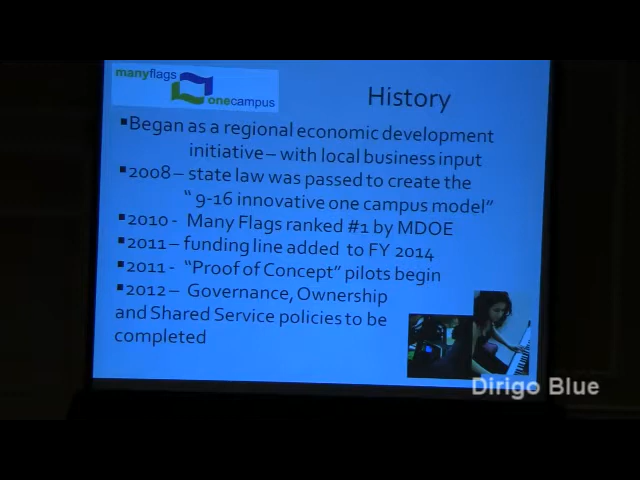 manyflags
onecampus
History
▪Began as a regional economic development
initiative – with local business input
▪2008 – state law was passed to create the
" 9-16 innovative one campus model"
▪2010 - Many Flags ranked #1 by MDOE
▪2011 – funding line added to FY 2014
▪2011 - "Proof of Concept" pilots begin
▪2012 – Governance, Ownership
and Shared Service policies to be
completed
Dirigo Blue